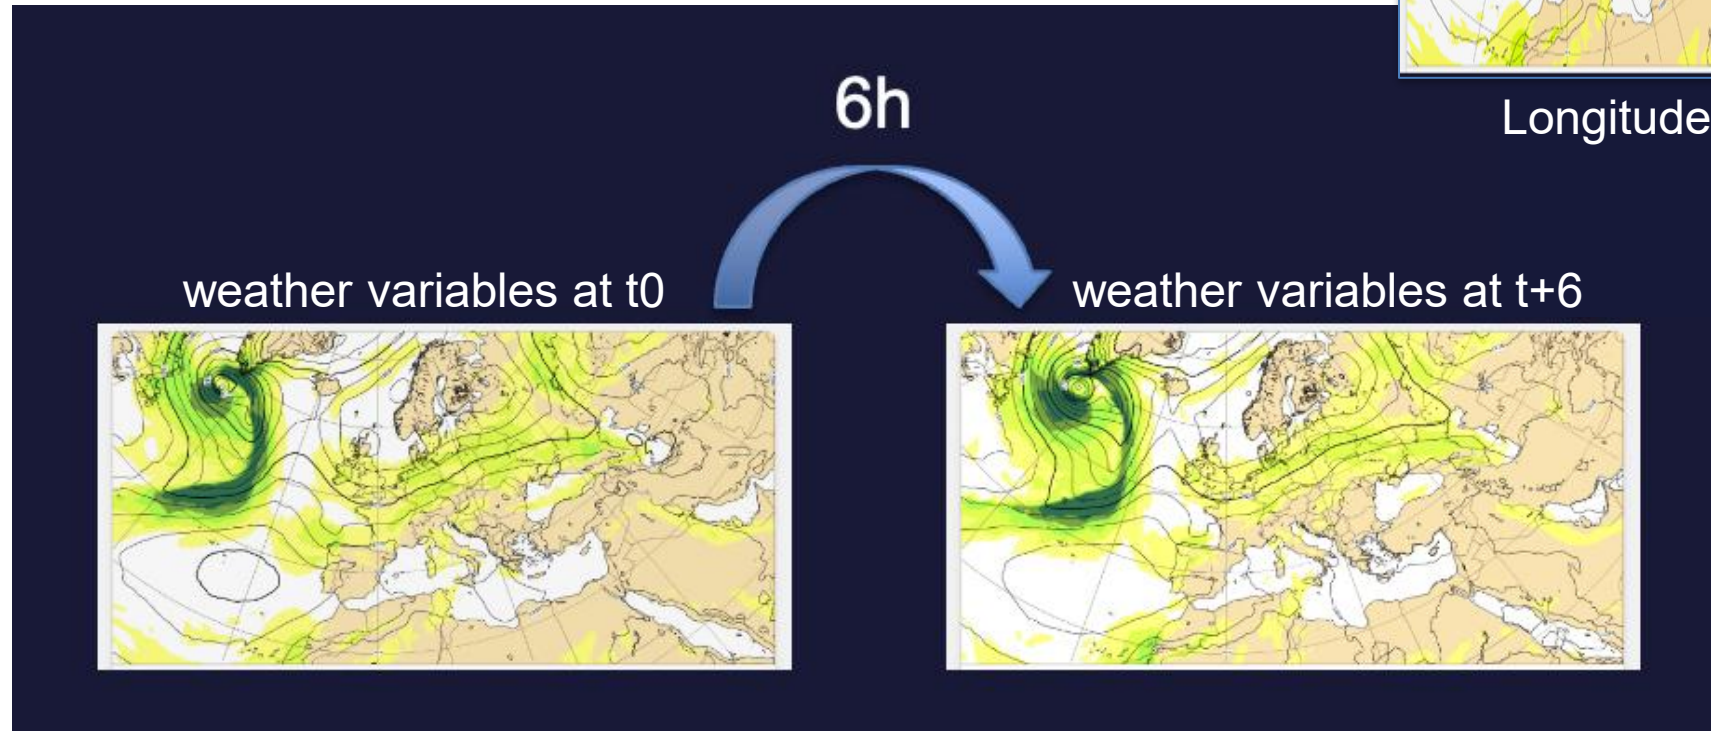 6h
Longitude
weather variables at t0
weather variables at t+6